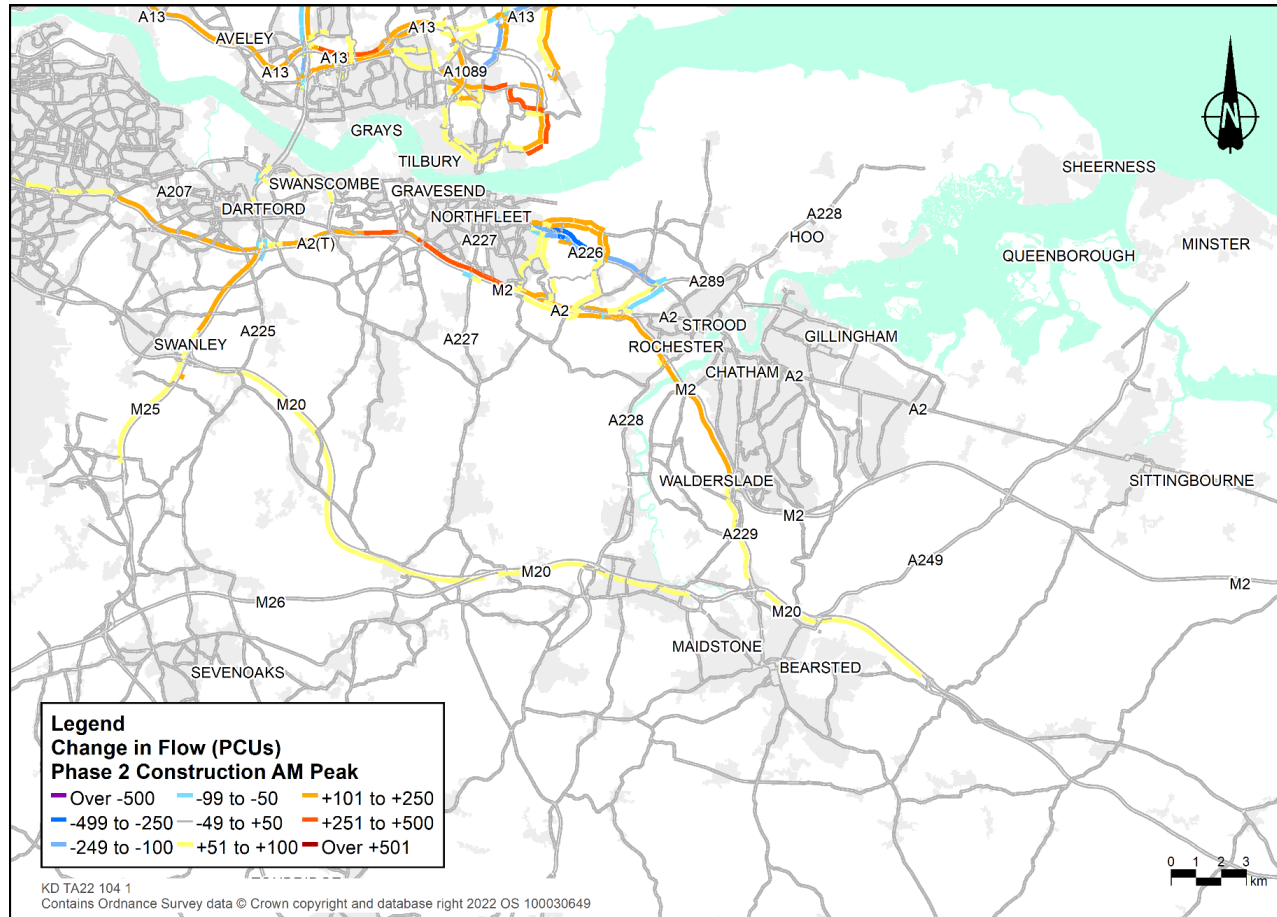 A13
A13
AVELEY
A13
A13
A13
A1089
GRAYS
TILBURY
SHEERNESS
A207
SWANSCOMBE
GRAVESEND
DARTFORD
NORTHFLEET
A228
HOO
MINSTER
A2(T)
A227
A226
QUEENBOROUGH
M2
A289
A2
A2
STROOD
A225
A227
GILLINGHAM
SWANLEY
ROCHESTER
CHATHAM
A2
M2
M25
M20
A228
A2
WALDERSLADE
SITTINGBOURNE
M2
A229
A249
M20
M2
M26
M20
MAIDSTONE
BEARSTED
SEVENOAKS
Legend
Change in Flow (PCUs)
Phase 2 Construction AM Peak
Over -500 -99 to -50 +101 to +250
-499 to -250 -49 to +50 +251 to +500
-249 to -100 +51 to +100 Over +501
N
0 1 2 3
km
KD TA22 104 1
Contains Ordnance Survey data © Crown copyright and database right 2022 OS 100030649